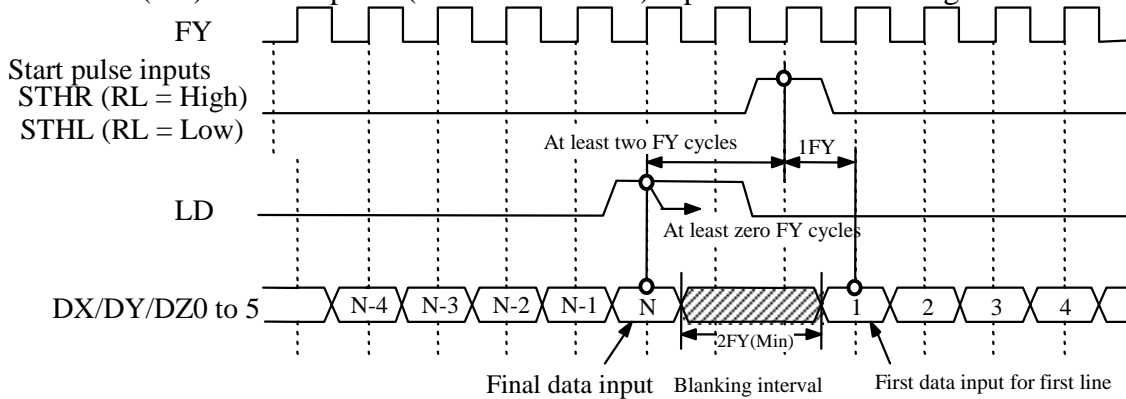 FY
Start pulse inputs
STHR (RL = High)
STHL (RL = Low)
At least two FY cycles
1FY
LD
At least zero FY cycles
DX/DY/DZ0 to 5
N-4
N-3
N-2
N-1
N
1
2
3
4
2FY(Min)
Final data input
Blanking interval
First data input for first line